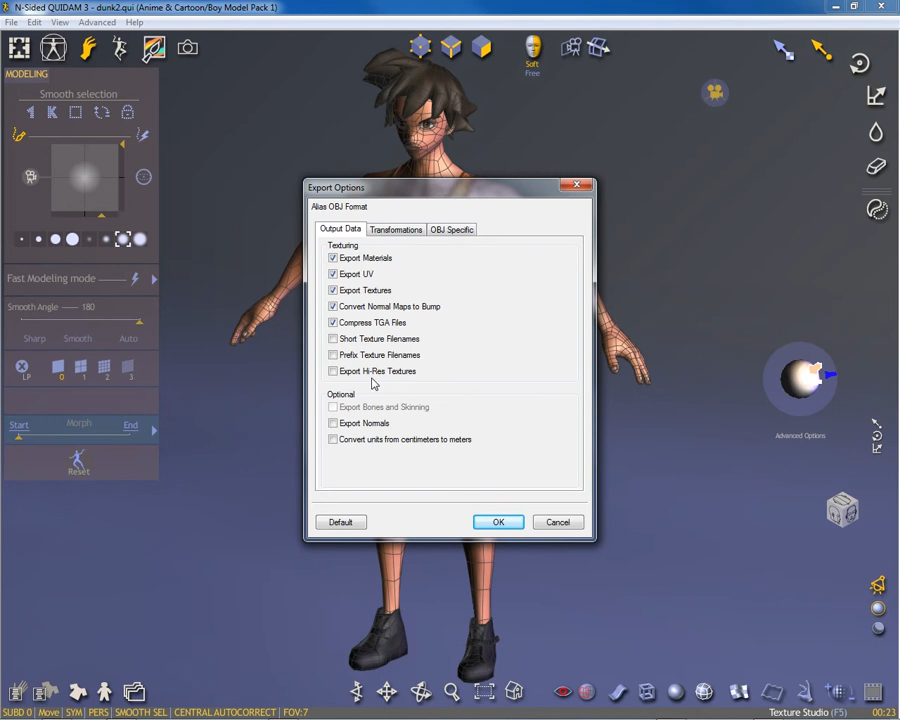 N-Sided QUIDAM 3 - dunk2.qui (Anime & Cartoon/Boy Model Pack 1)
File Edit View Advanced Help
MODELING
Smooth selection
Soft
Free
Fast Modeling mode
Smooth Angle 180
Sharp Smooth Auto
LP 0 1 2 3
Start Morph End
Reset
Export Options
Alias OBJ Format
Output Data Transformations OBJ Specific
Texturing
Export Materials
Export UV
Export Textures
Convert Normal Maps to Bump
Compress TGA Files
Short Texture Filenames
Prefix Texture Filenames
Export Hi-Res Textures
Optional
Export Bones and Skinning
Export Normals
Convert units from centimeters to meters
Default OK Cancel
Advanced Options
SUBD 0 Move SYM PERS SMOOTH SEL CENTRAL AUTOCORRECT FOV:7 Texture Studio (F5) 00:23